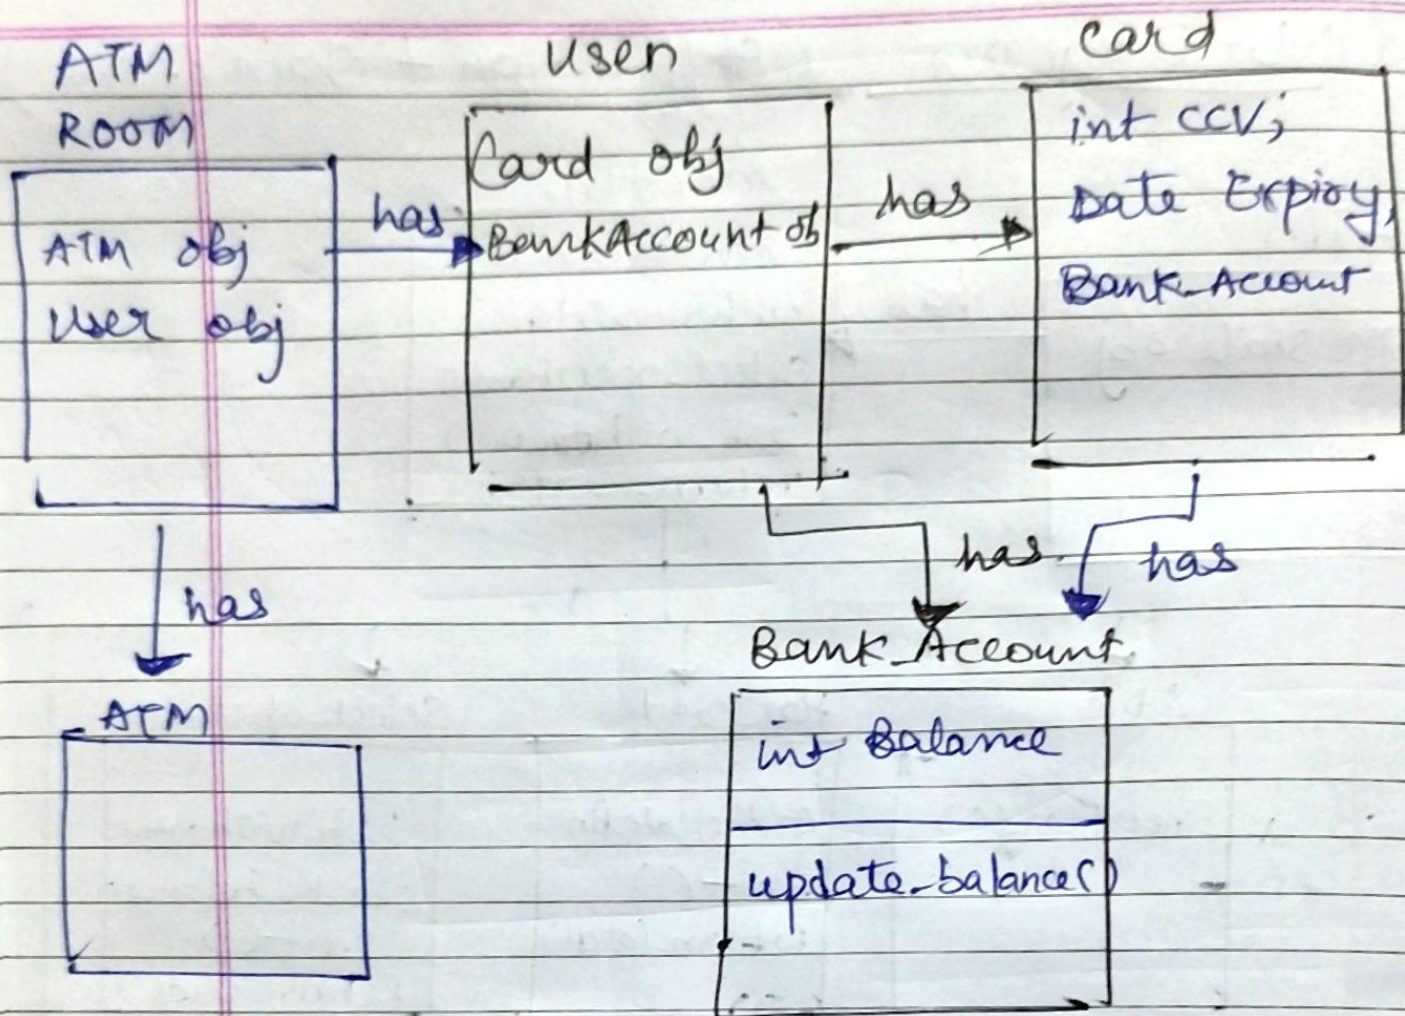 ATM
ROOM
ATM obj
User obj
has
User
Card obj
BankAccount ob
has
Card
int CCV;
Date Expiry,
Bank_Account
has
has
has
ATM
Bank_Account
int Balance
update_balance()